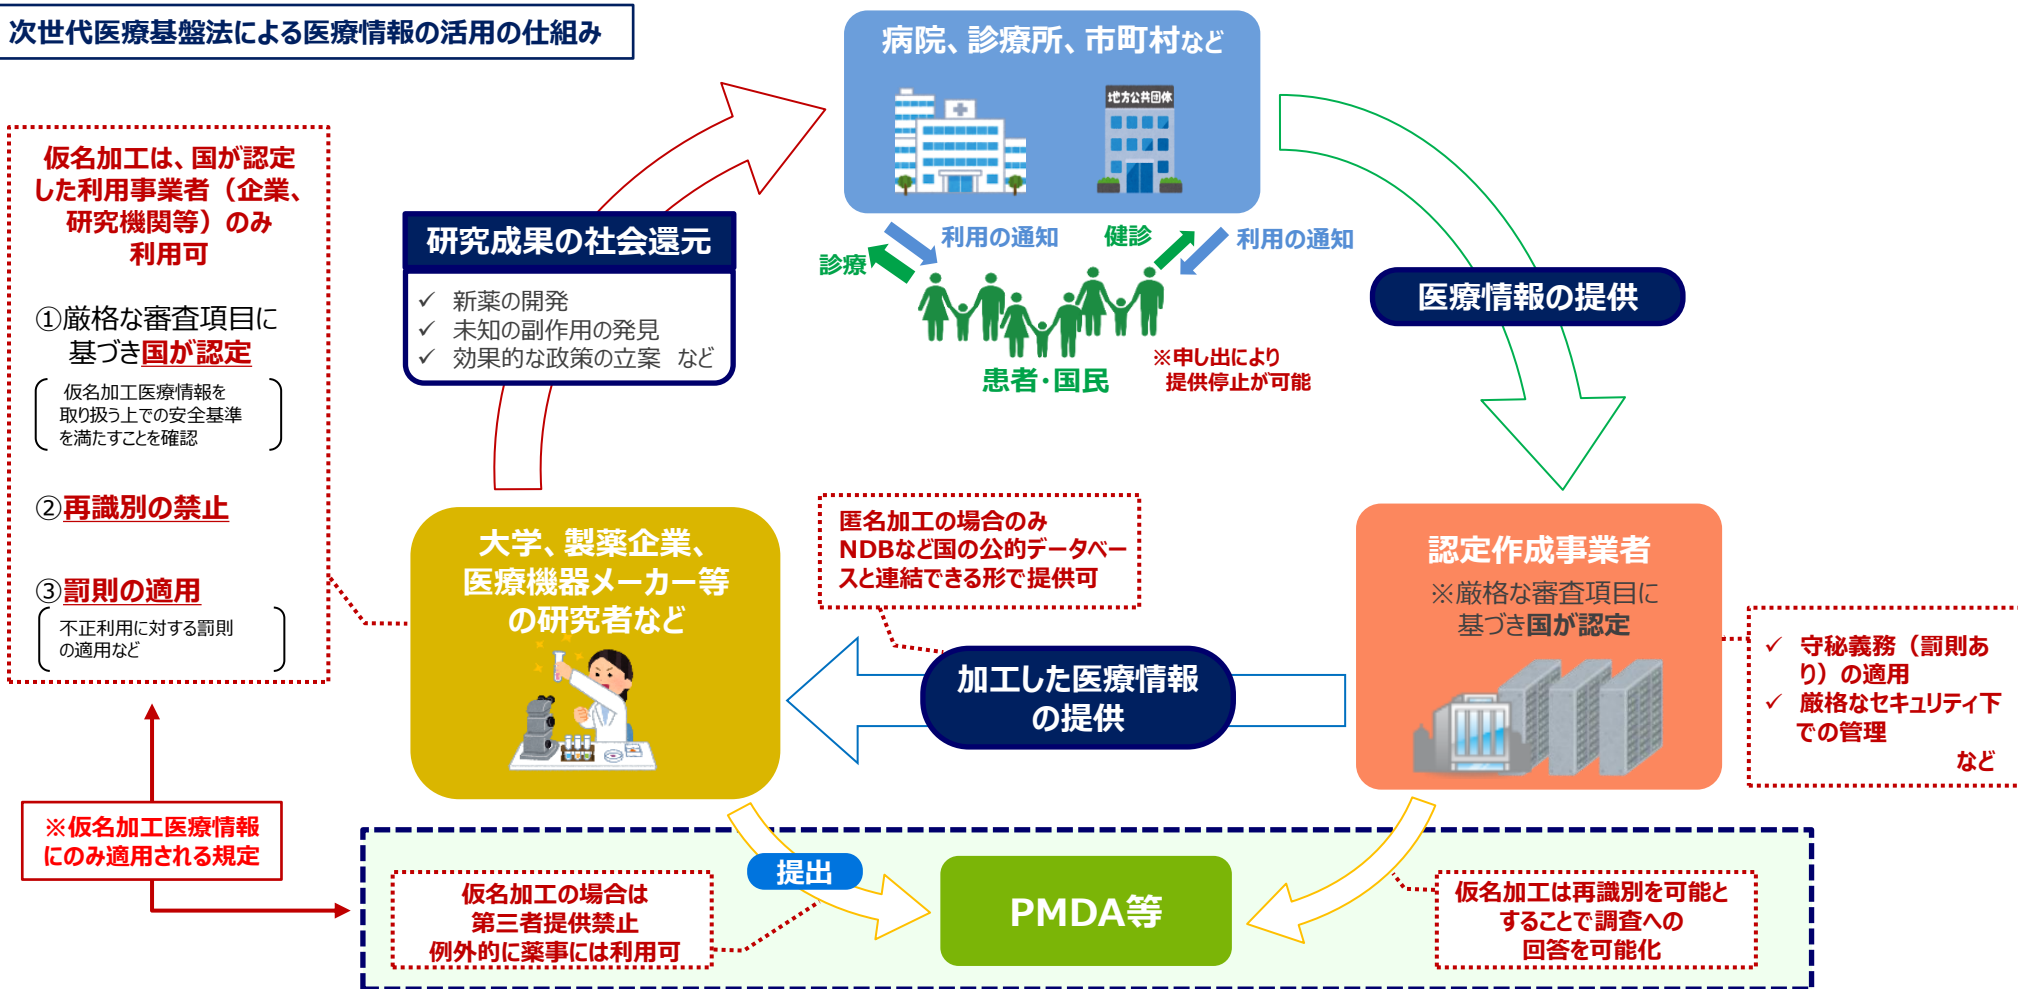 次世代医療基盤法による医療情報の活用の仕組み
病院、診療所、市町村など
地方公共団体
利用の通知
健診
利用の通知
診療
患者・国民
※申し出により
提供停止が可能
医療情報の提供
仮名加工は、国が認定
した利用事業者（企業、
研究機関等）のみ
利用可
①厳格な審査項目に
基づき国が認定
仮名加工医療情報を
取り扱う上での安全基準
を満たすことを確認
②再識別の禁止
③罰則の適用
不正利用に対する罰則
の適用など
研究成果の社会還元
✓ 新薬の開発
✓ 未知の副作用の発見
✓ 効果的な政策の立案 など
大学、製薬企業、
医療機器メーカー等
の研究者など
匿名加工の場合のみ
NDBなど国の公的データベー
スと連結できる形で提供可
加工した医療情報
の提供
認定作成事業者
※厳格な審査項目に
基づき国が認定
✓ 守秘義務（罰則あ
り）の適用
✓ 厳格なセキュリティ下
での管理
など
※仮名加工医療情報
にのみ適用される規定
提出
仮名加工の場合は
第三者提供禁止
例外的に薬事には利用可
PMDA等
仮名加工は再識別を可能と
することで調査への
回答を可能化